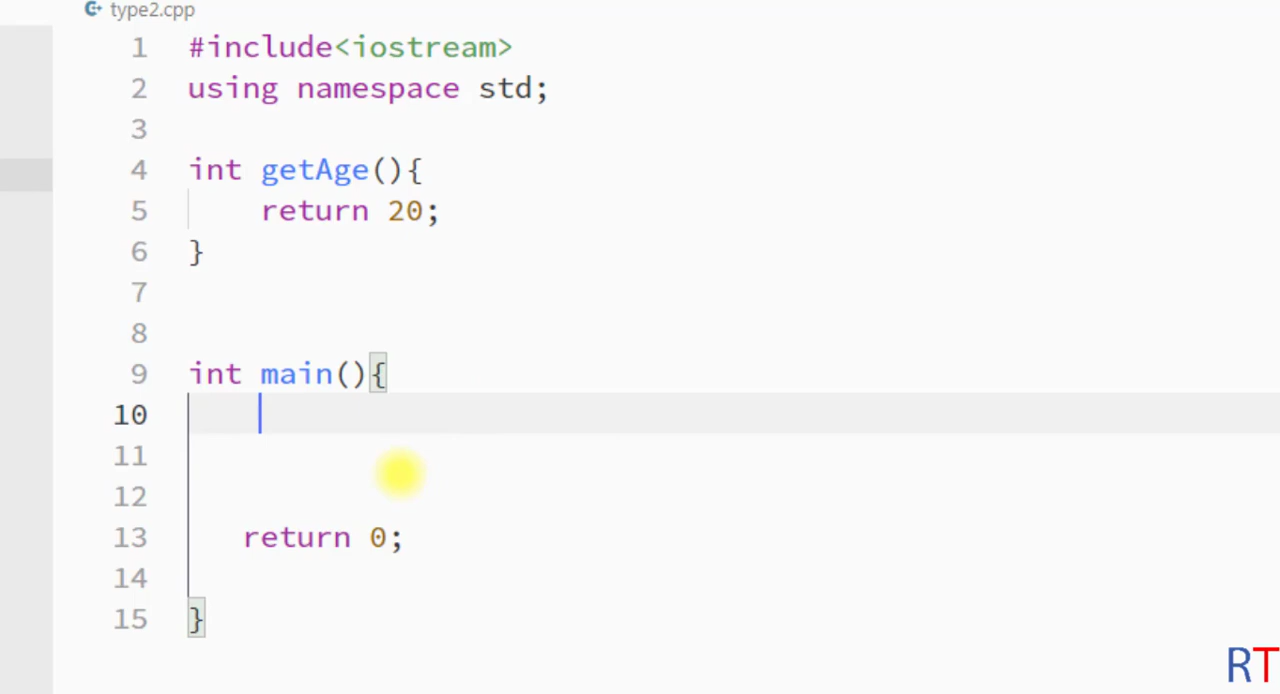 type2.cpp
1 #include<iostream>
2 using namespace std;
3
4 int getAge(){
5 return 20;
6 }
7
8
9 int main(){
10
11
12
13 return 0;
14
15 }
RT